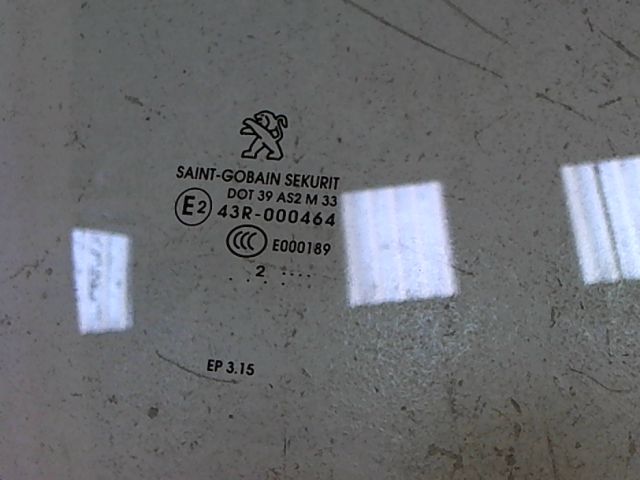 SAINT-GOBAIN SEKURIT
DOT 39 AS2 M 33
E2 43R-000464
CCC E000189
.. 2 ....
EP 3.15